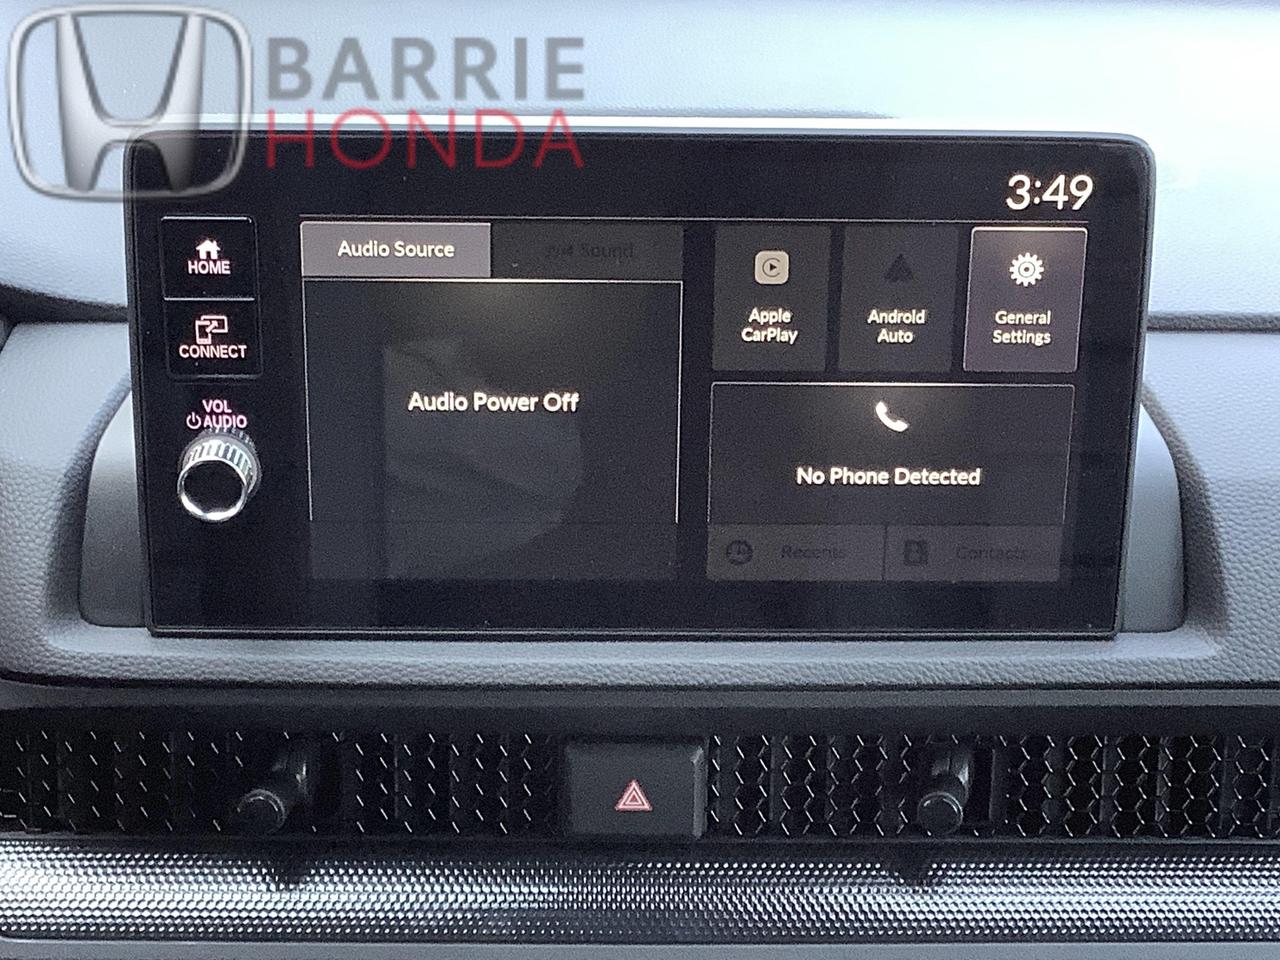 BARRIE
HONDA
3:49
HOME
CONNECT
VOL
AUDIO
Audio Source
Sound
Audio Power Off
Apple
CarPlay
Android
Auto
General
Settings
No Phone Detected
Recents
Contacts